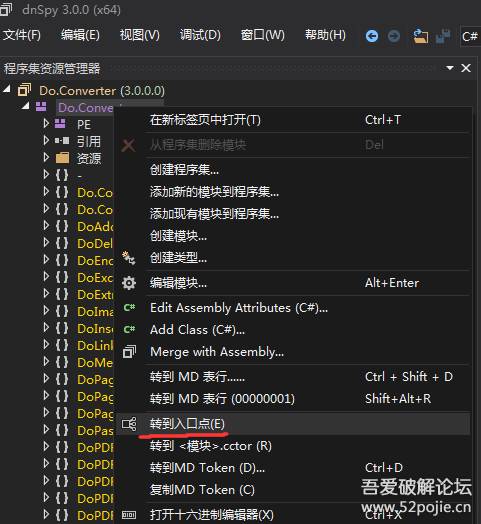 dnSpy 3.0.0 (x64)
文件(F) 编辑(E) 视图(V) 调试(D) 窗口(W) 帮助(H) C#
程序集资源管理器
Do.Converter (3.0.0.0)
Do.Converte
PE
引用
资源
-
Do.Co
Do.Co
DoAdd
DoDel
DoEnc
DoExc
DoExtr
DoIma
DoInse
DoLink
DoMe
DoPag
DoPag
DoPag
DoPas
DoPDF
DoPDF
DoPDF
DoPDF
在新标签页中打开(T) Ctrl+T
从程序集删除模块 Del
创建程序集...
添加新的模块到程序集...
添加现有模块到程序集...
创建模块...
创建类型...
编辑模块... Alt+Enter
C# Edit Assembly Attributes (C#)...
C# Add Class (C#)...
Merge with Assembly...
转到 MD 表行...... Ctrl + Shift + D
转到 MD 表行 (00000001) Shift+Alt+R
转到入口点(E)
转到 <模块>.cctor (R)
转到MD Token (D)... Ctrl+D
复制MD Token (C)
打开十六进制编辑器(X) Ctrl+X
吾爱破解论坛
www.52pojie.cn